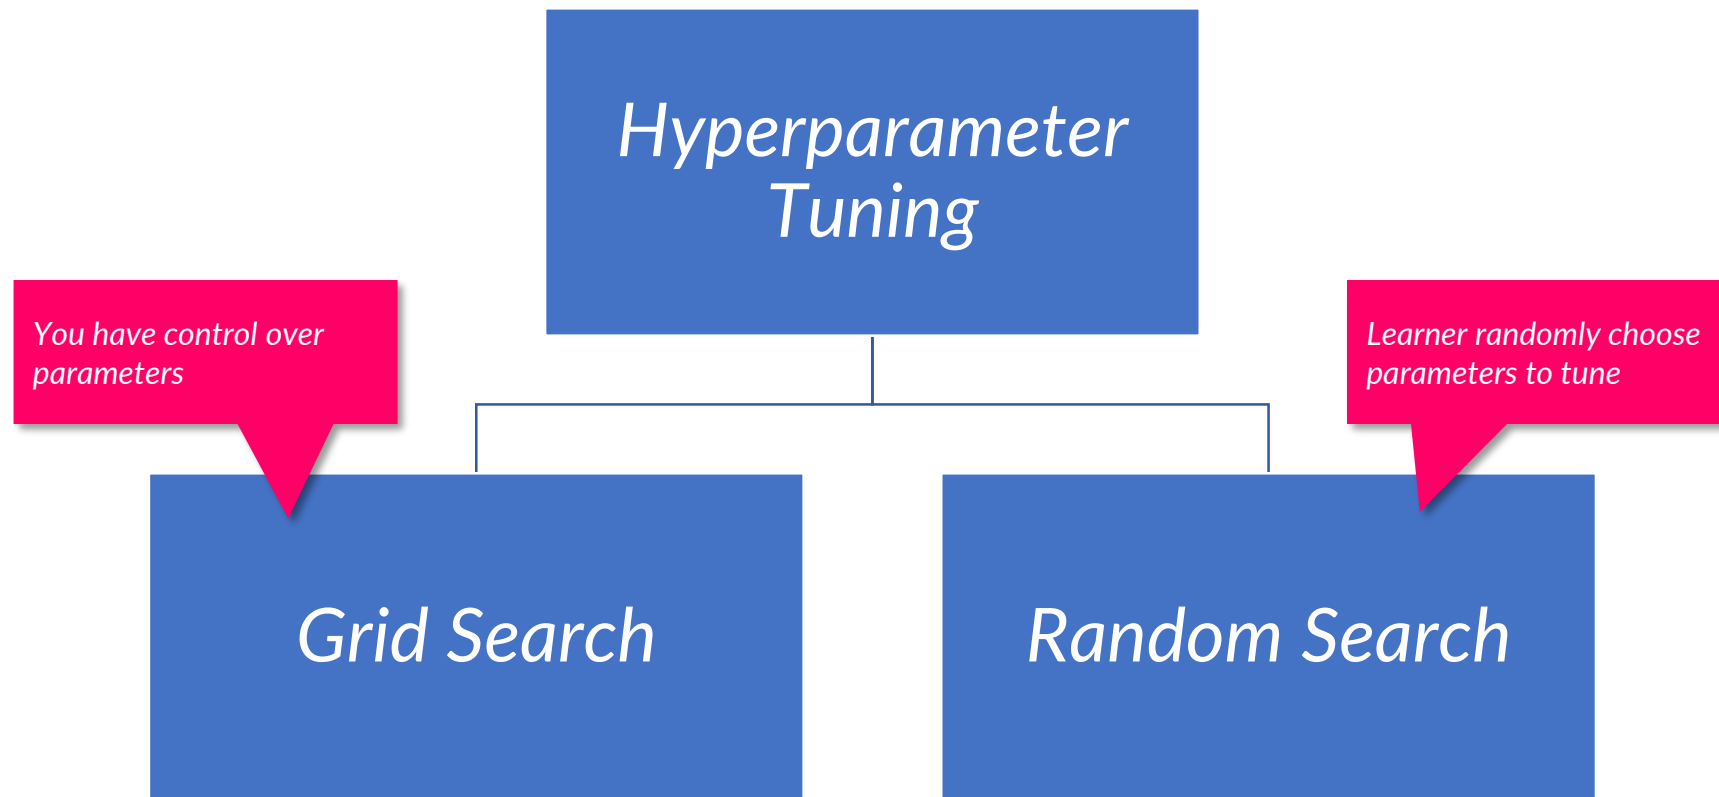 Hyperparameter
Tuning
You have control over
parameters
Learner randomly choose
parameters to tune
Grid Search
Random Search